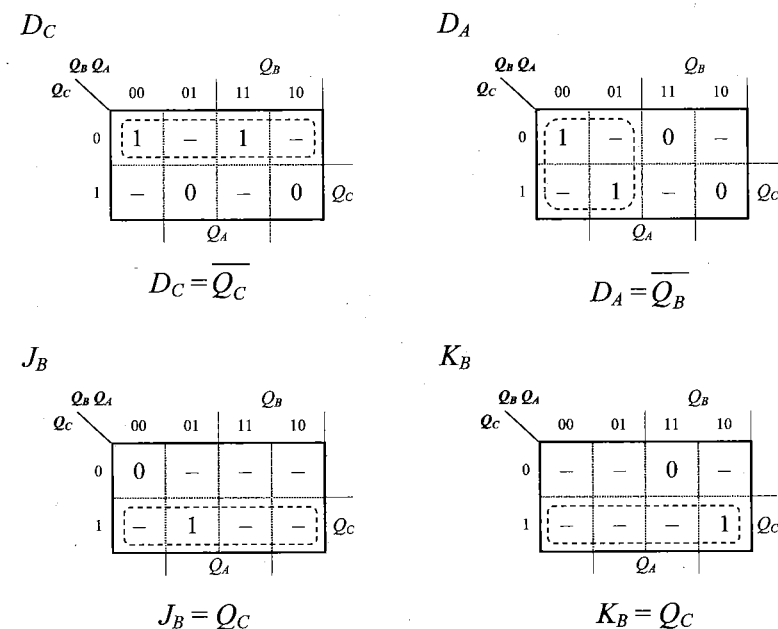 D_C D_A
Q_B Q_A Q_B Q_B Q_A Q_B
Q_C 00 01 11 10 Q_C 00 01 11 10
0 1 – 1 – 0 1 – 0 –
1 – 0 – 0 Q_C 1 – 1 – 0 Q_C
Q_A Q_A
D_C = \overline{Q_C} D_A = \overline{Q_B}
J_B K_B
Q_B Q_A Q_B Q_B Q_A Q_B
Q_C 00 01 11 10 Q_C 00 01 11 10
0 0 – – – 0 – – 0 –
1 – 1 – – Q_C 1 – – – 1 Q_C
Q_A Q_A
J_B = Q_C K_B = Q_C